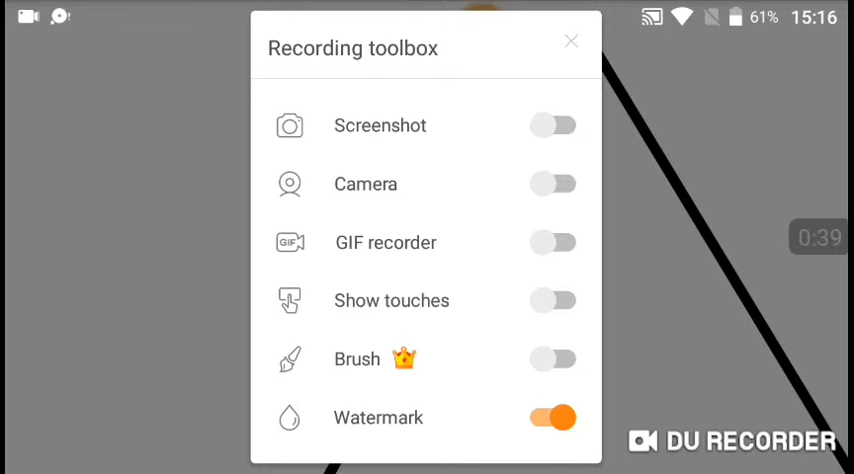 61% 15:16
Recording toolbox
Screenshot
Camera
GIF GIF recorder
Show touches
Brush
Watermark
0:39
DU RECORDER